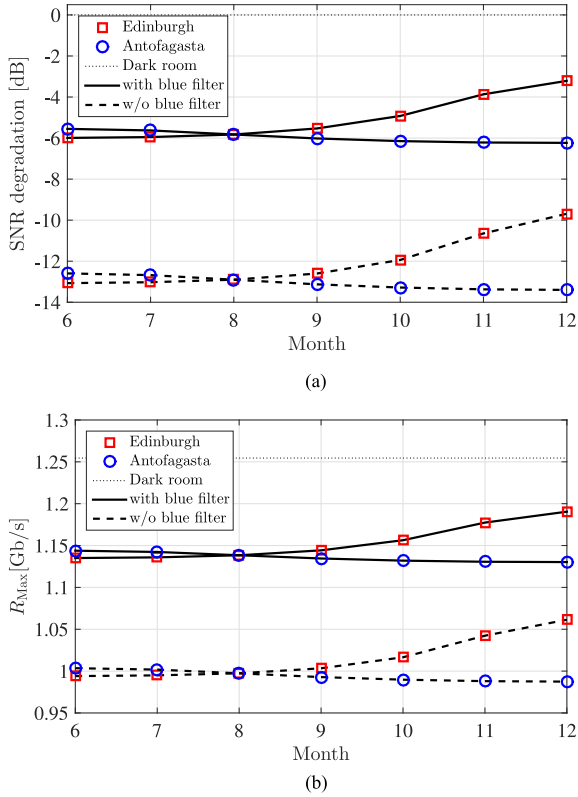 0
-2
-4
-6
-8
-10
-12
-14
SNR degradation [dB]
Edinburgh
Antofagasta
Dark room
with blue filter
w/o blue filter
6 7 8 9 10 11 12
Month
(a)
1.3
1.25
1.2
1.15
1.1
1.05
1
0.95
R_Max[Gb/s]
Edinburgh
Antofagasta
Dark room
with blue filter
w/o blue filter
6 7 8 9 10 11 12
Month
(b)